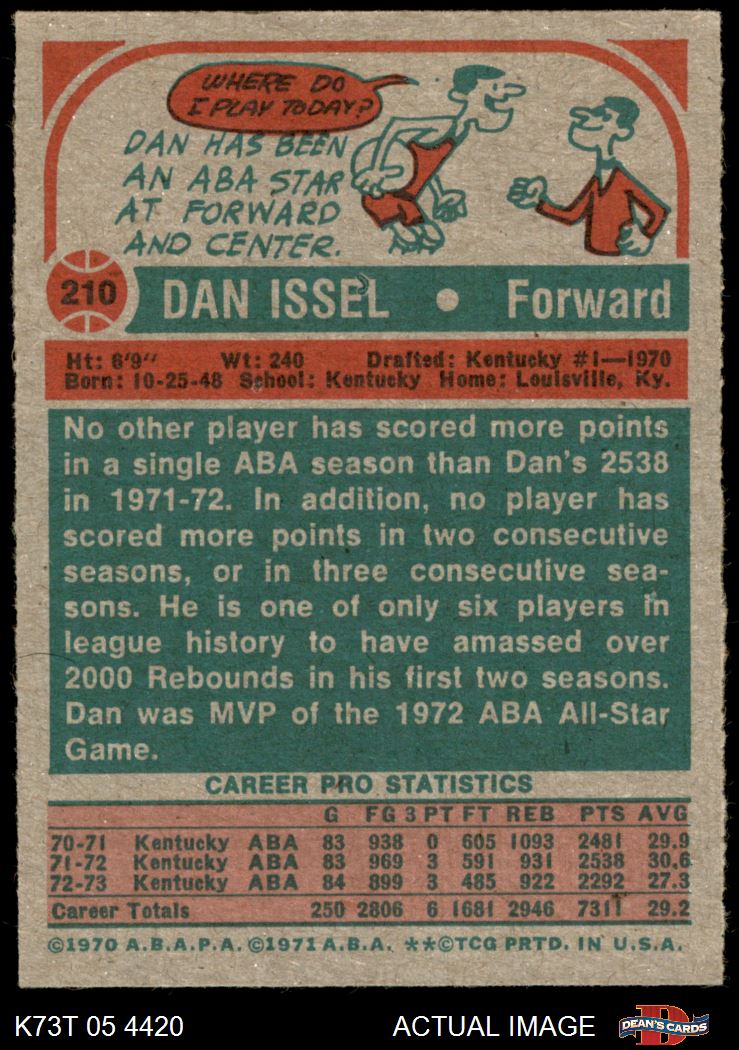 WHERE DO
I PLAY TODAY?
DAN HAS BEEN
AN ABA STAR
AT FORWARD
AND CENTER.
210 DAN ISSEL • Forward
Ht: 6'9" Wt: 240 Drafted: Kentucky #1—1970
Born: 10-25-48 School: Kentucky Home: Louisville, Ky.
No other player has scored more points
in a single ABA season than Dan's 2538
in 1971-72. In addition, no player has
scored more points in two consecutive
seasons, or in three consecutive sea-
sons. He is one of only six players in
league history to have amassed over
2000 Rebounds in his first two seasons.
Dan was MVP of the 1972 ABA All-Star
Game.
CAREER PRO STATISTICS
G FG 3 PT FT REB PTS AVG
70-71 Kentucky ABA 83 938 0 605 1093 2481 29.9
71-72 Kentucky ABA 83 969 3 591 931 2538 30.6
72-73 Kentucky ABA 84 899 3 485 922 2292 27.3
Career Totals 250 2806 6 1681 2946 7311 29.2
©1970 A.B.A.P.A. ©1971 A.B.A. **©TCG PRTD. IN U.S.A.
K73T 05 4420 ACTUAL IMAGE D DEAN'S CARDS